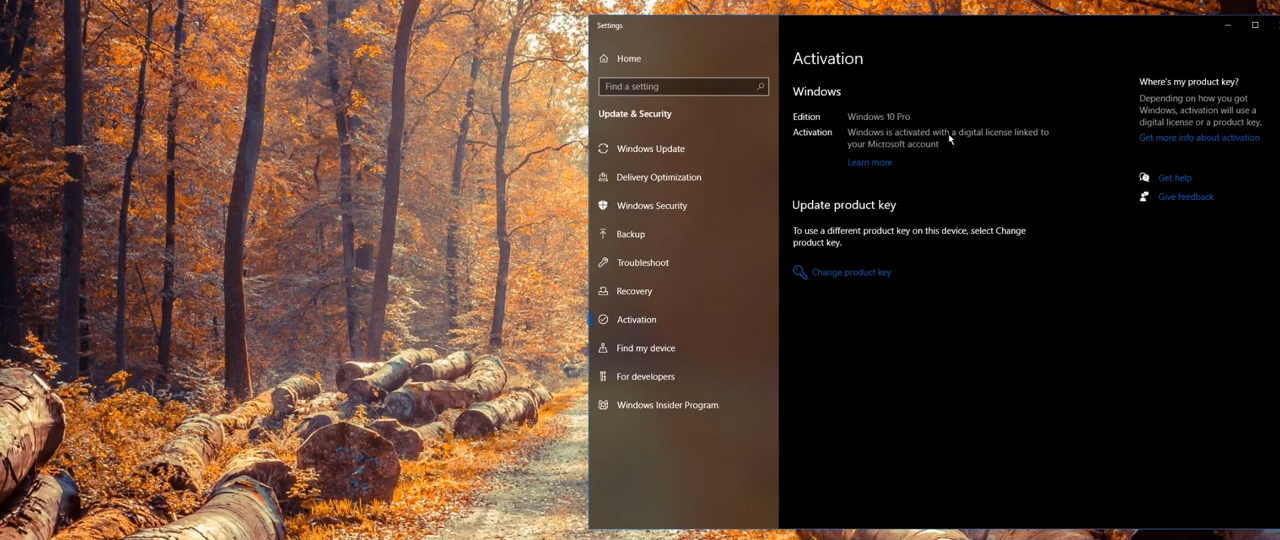 Settings
Home
Find a setting
Update & Security
Windows Update
Delivery Optimization
Windows Security
Backup
Troubleshoot
Recovery
Activation
Find my device
For developers
Windows Insider Program
Activation
Windows
Edition Windows 10 Pro
Activation Windows is activated with a digital license linked to
your Microsoft account
Learn more
Update product key
To use a different product key on this device, select Change
product key.
Change product key
Where's my product key?
Depending on how you got
Windows, activation will use a
digital license or a product key.
Get more info about activation
Get help
Give feedback